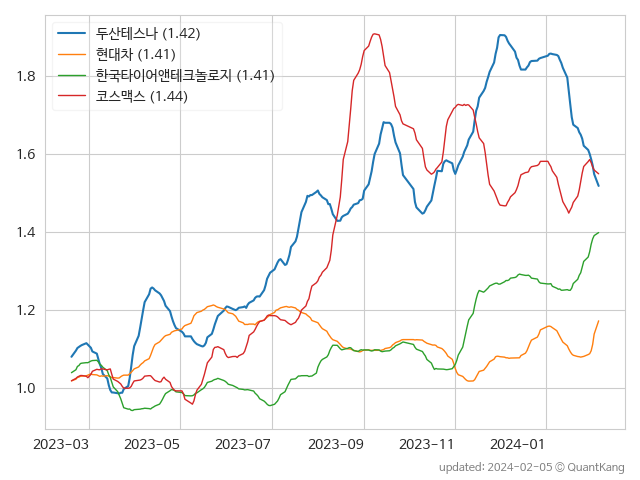 두산테스나 (1.42)
현대차 (1.41)
한국타이어앤테크놀로지 (1.41)
코스맥스 (1.44)
1.8
1.6
1.4
1.2
1.0
2023-03 2023-05 2023-07 2023-09 2023-11 2024-01
updated: 2024-02-05 © QuantKang